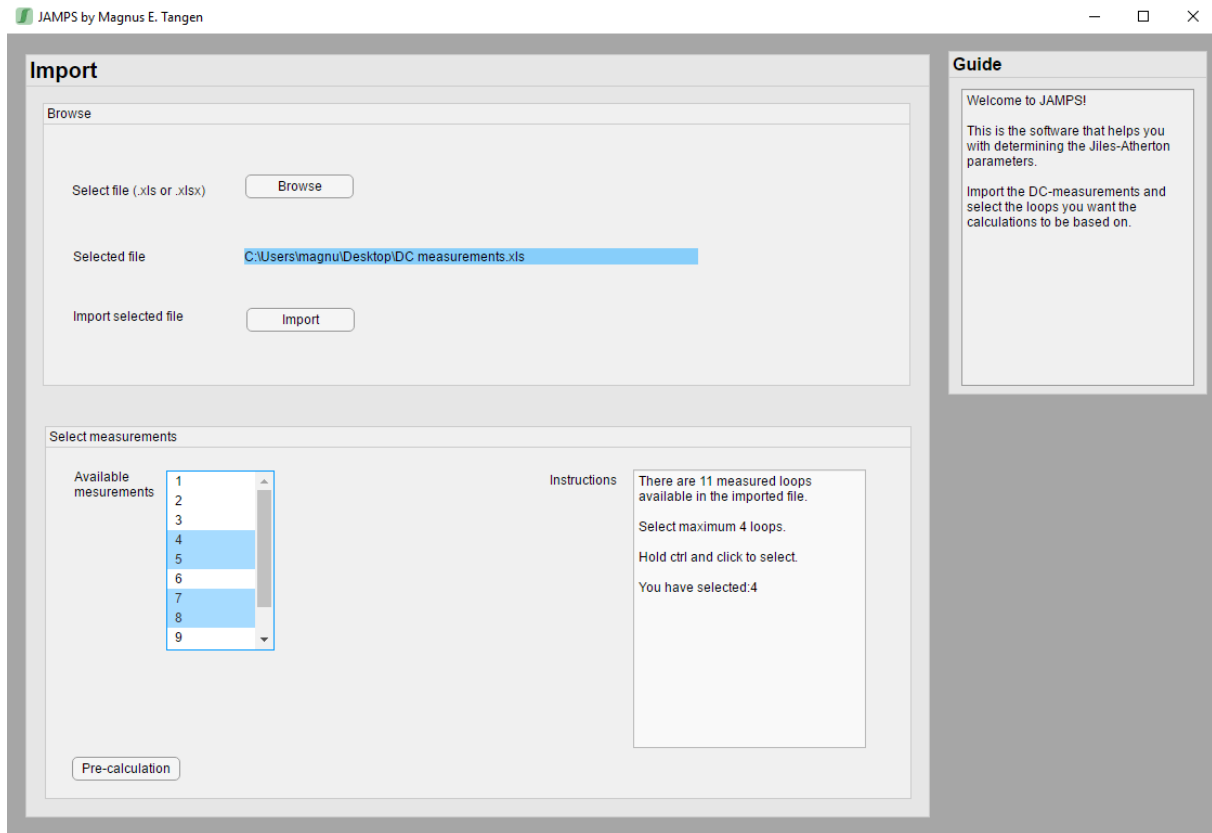 JAMPS by Magnus E. Tangen
Import
Browse
Select file (.xls or .xlsx)
Browse
Selected file
C:\Users\magnu\Desktop\DC measurements.xls
Import selected file
Import
Select measurements
Available
mesurements
1
2
3
4
5
6
7
8
9
Instructions
There are 11 measured loops
available in the imported file.
Select maximum 4 loops.
Hold ctrl and click to select.
You have selected:4
Pre-calculation
Guide
Welcome to JAMPS!
This is the software that helps you
with determining the Jiles-Atherton
parameters.
Import the DC-measurements and
select the loops you want the
calculations to be based on.